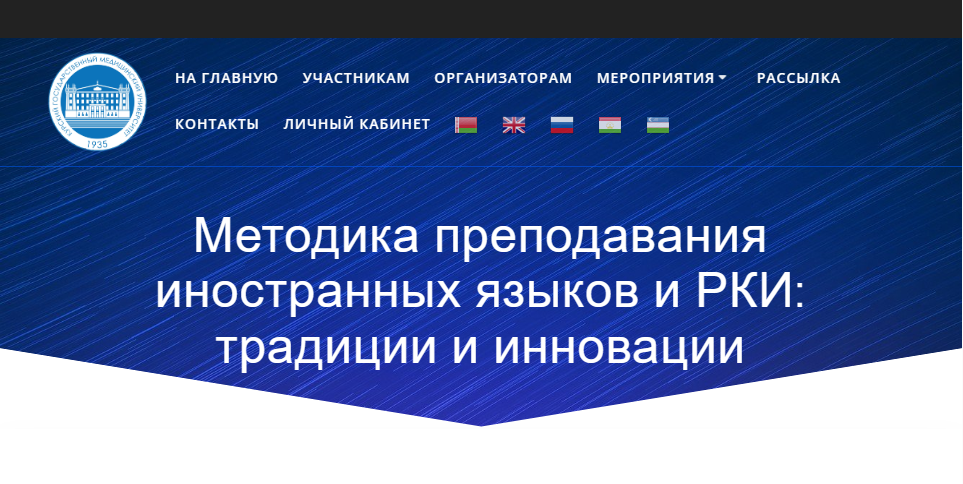 КУРСКИЙ ГОСУДАРСТВЕННЫЙ МЕДИЦИНСКИЙ УНИВЕРСИТЕТ
1935
НА ГЛАВНУЮ УЧАСТНИКАМ ОРГАНИЗАТОРАМ МЕРОПРИЯТИЯ РАССЫЛКА
КОНТАКТЫ ЛИЧНЫЙ КАБИНЕТ
Методика преподавания
иностранных языков и РКИ:
традиции и инновации